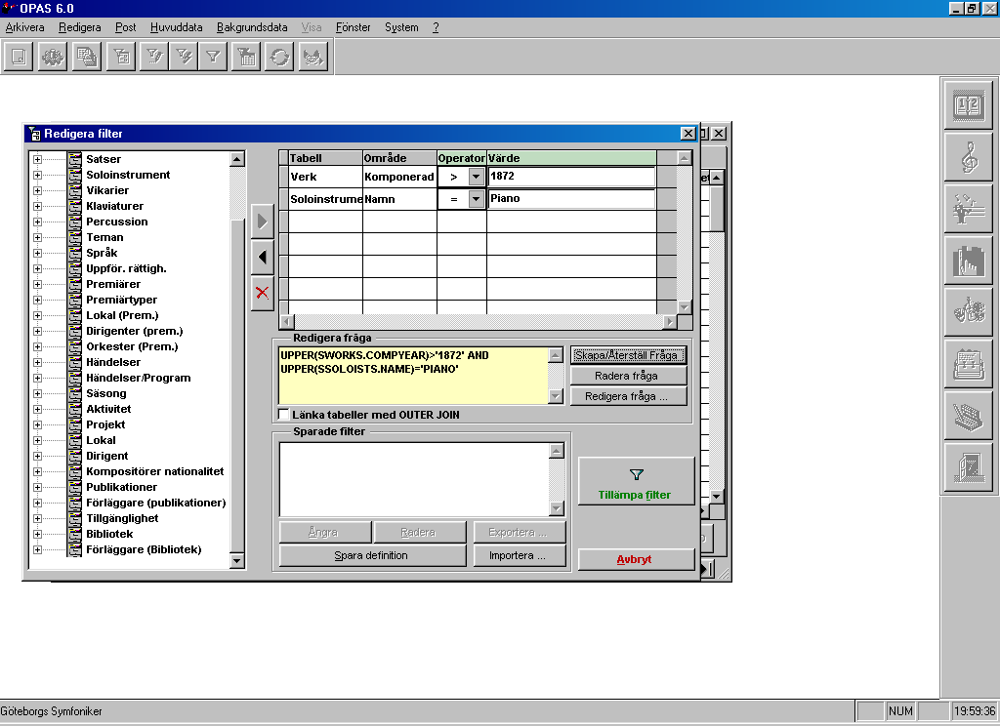 OPAS 6.0
Arkivera Redigera Post Huvuddata Bakgrundsdata Visa Fönster System ?
Redigera filter
Satser
Soloinstrument
Vikarier
Klaviaturer
Percussion
Teman
Språk
Uppför. rättigh.
Premiärer
Premiärtyper
Lokal (Prem.)
Dirigenter (prem.)
Orkester (Prem.)
Händelser
Händelser/Program
Säsong
Aktivitet
Projekt
Lokal
Dirigent
Kompositörer nationalitet
Publikationer
Förläggare (publikationer)
Tillgänglighet
Bibliotek
Förläggare (Bibliotek)
Tabell Område Operator Värde
Verk Komponerad > 1872
Soloinstrume Namn = Piano
Redigera fråga
UPPER(SWORKS.COMPYEAR)>'1872' AND
UPPER(SSOLOISTS.NAME)='PIANO'
Skapa/Återställ Fråga
Radera fråga
Redigera fråga ...
Länka tabeller med OUTER JOIN
Sparade filter
Ångra Radera Exportera ...
Spara definition Importera ...
Tillämpa filter
Avbryt
Göteborgs Symfoniker NUM 19:59:36